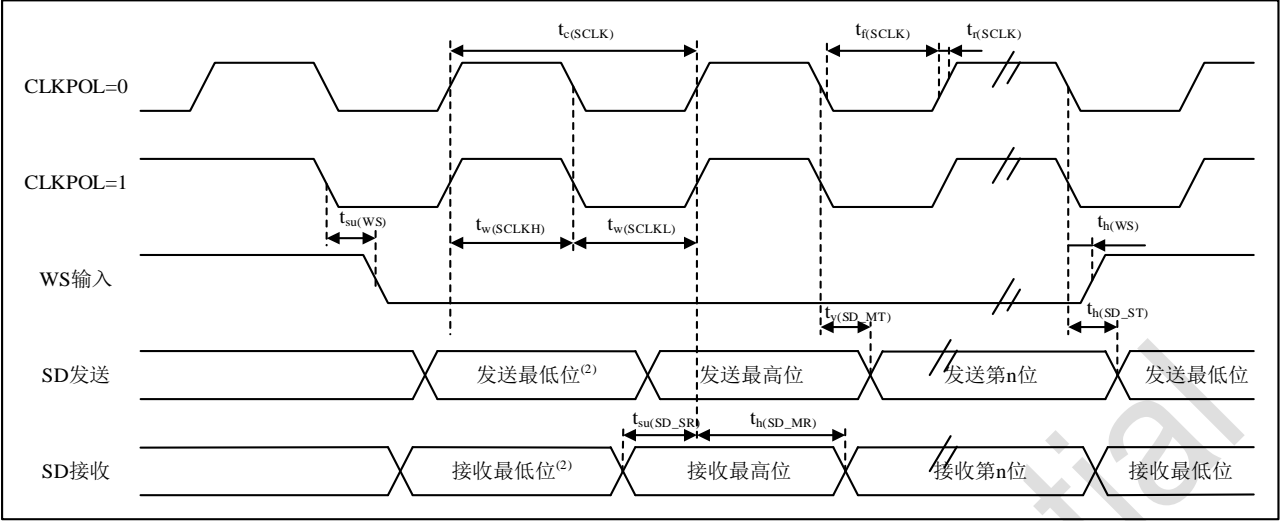 tc(SCLK) tf(SCLK) tr(SCLK)
CLKPOL=0
CLKPOL=1
tsu(WS) tw(SCLKH) tw(SCLKL) th(WS)
WS输入
tv(SD_MT) th(SD_ST)
SD发送 发送最低位(2) 发送最高位 发送第n位 发送最低位
tsu(SD_SR) th(SD_MR)
SD接收 接收最低位(2) 接收最高位 接收第n位 接收最低位
tial